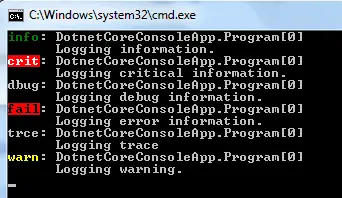 C:\Windows\system32\cmd.exe
info: DotnetCoreConsoleApp.Program[0]
Logging information.
crit: DotnetCoreConsoleApp.Program[0]
Logging critical information.
dbug: DotnetCoreConsoleApp.Program[0]
Logging debug information.
fail: DotnetCoreConsoleApp.Program[0]
Logging error information.
trce: DotnetCoreConsoleApp.Program[0]
Logging trace
warn: DotnetCoreConsoleApp.Program[0]
Logging warning.